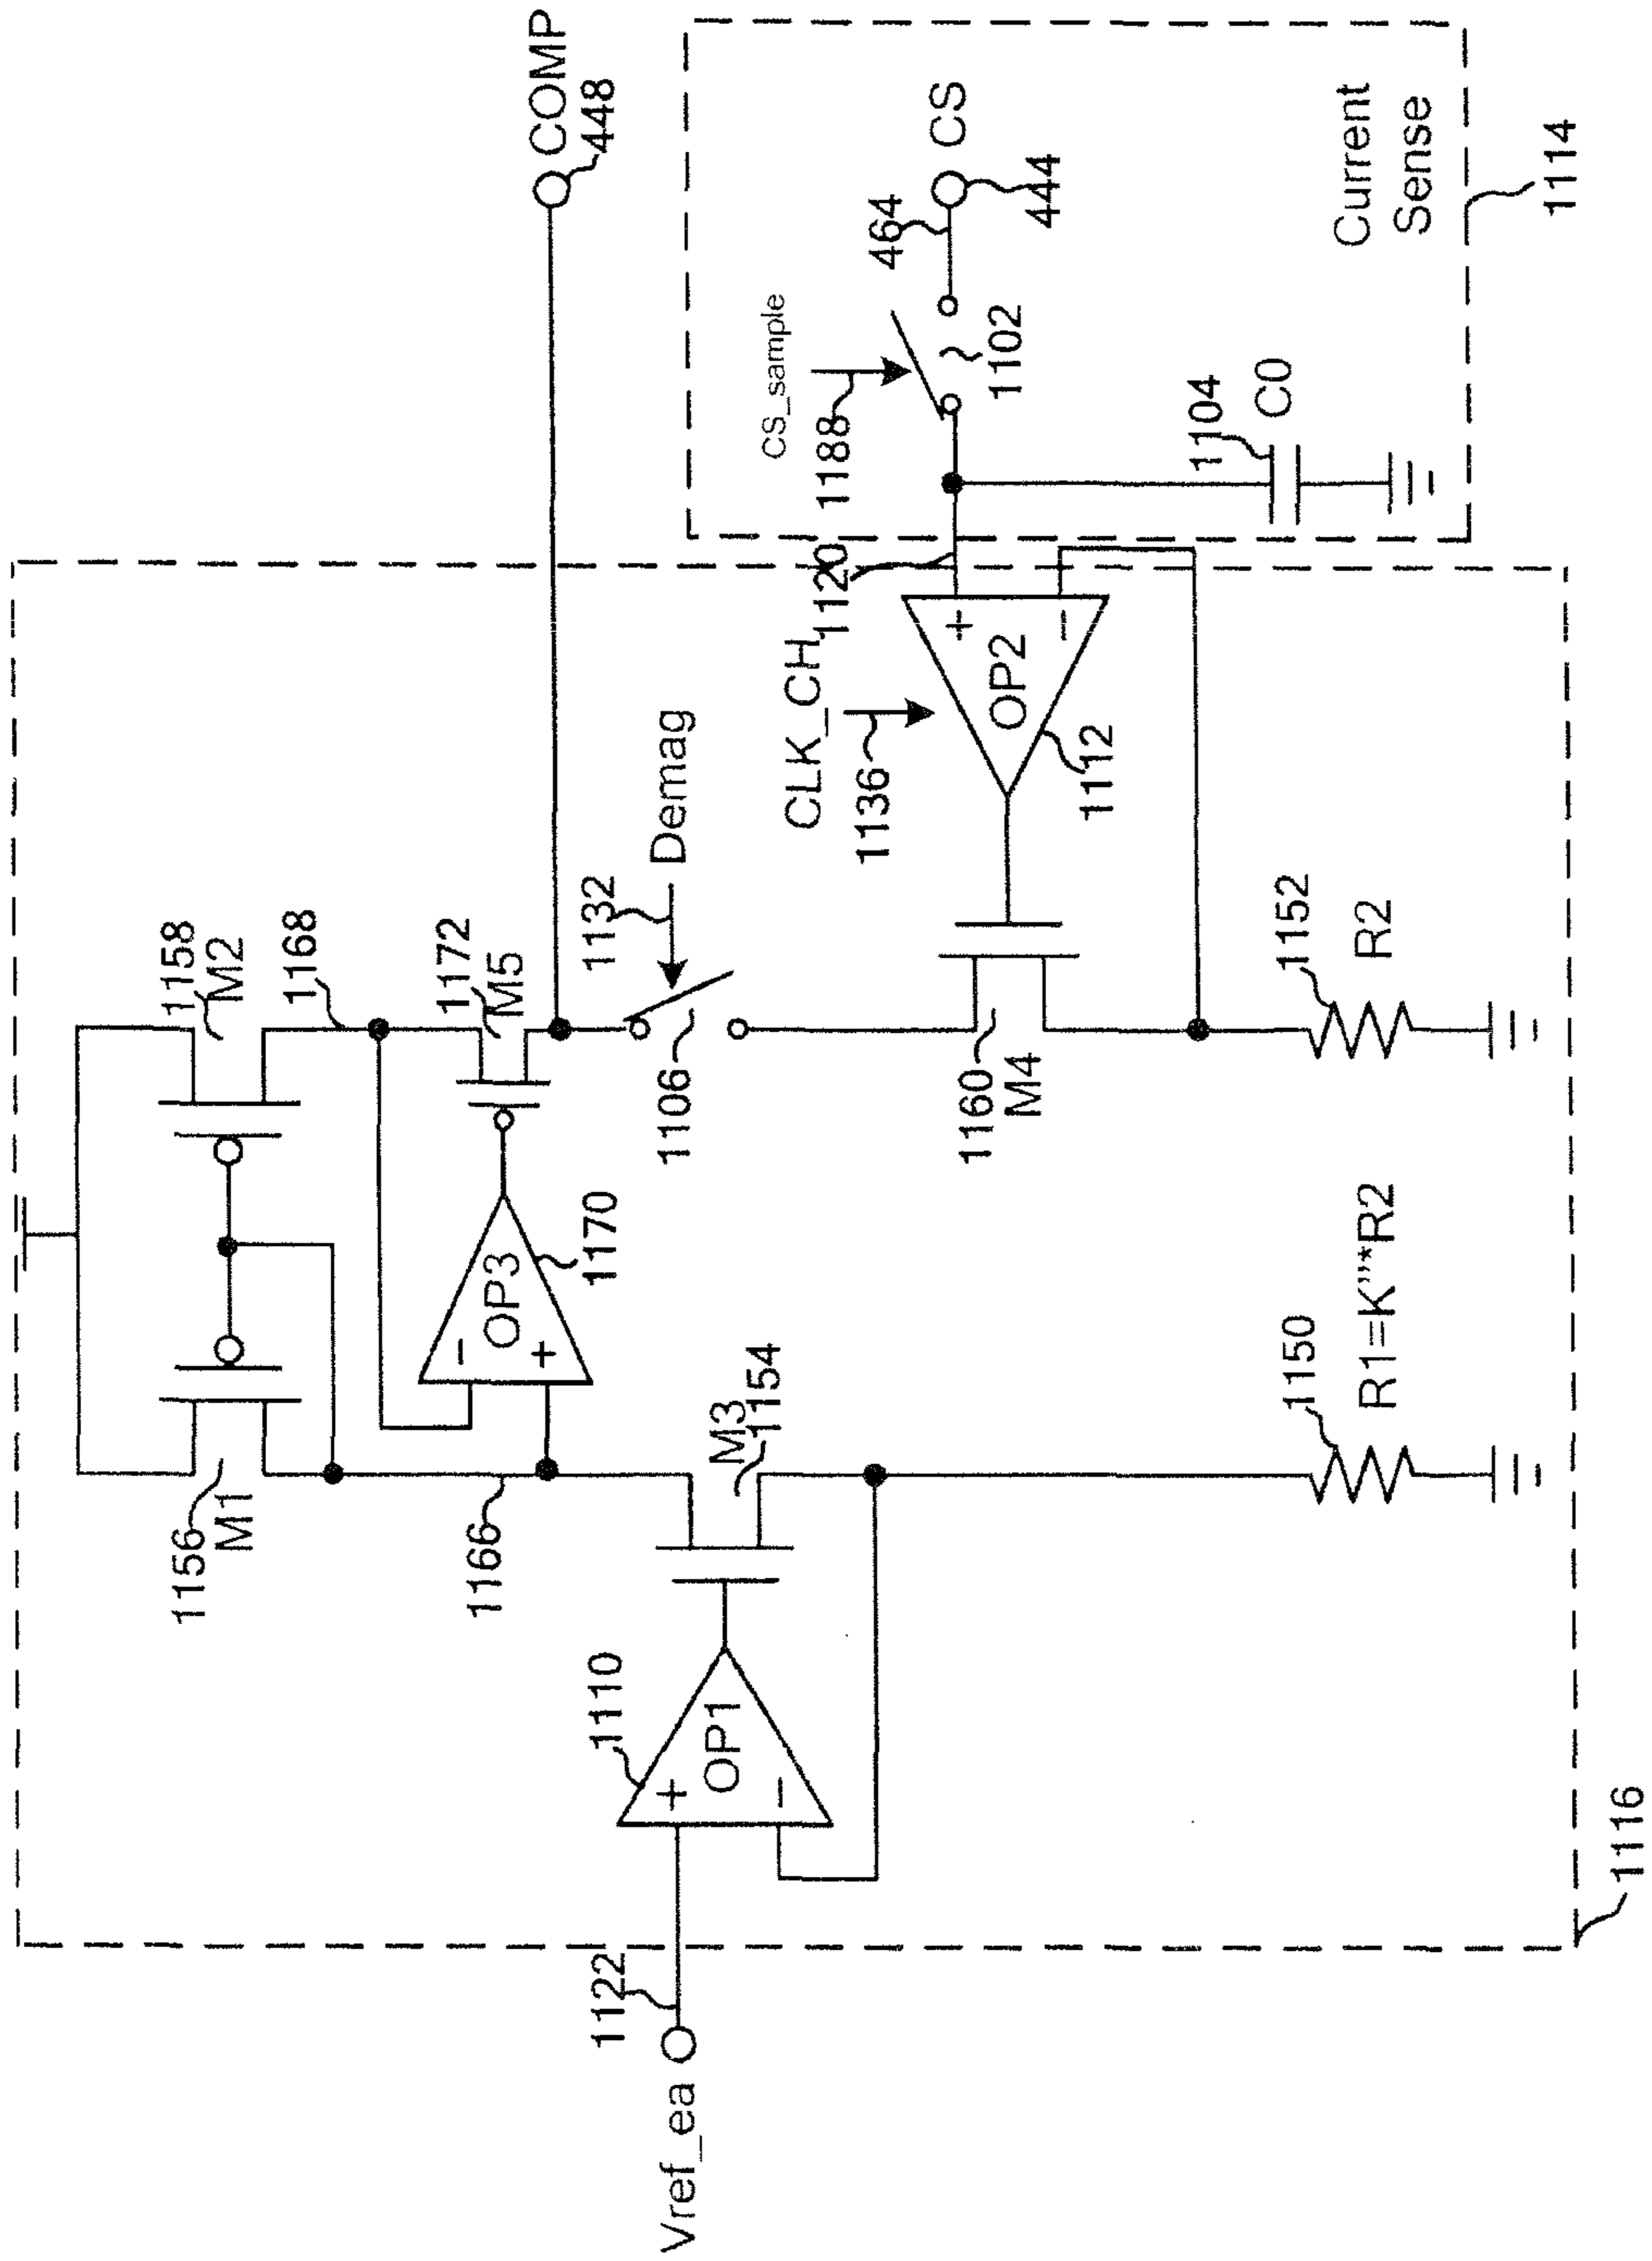 1156
M1
1158
M2
1168
1166
OP3
-
+
1170
1172
M5
COMP
448
1132
Demag
1106
M3
1154
1110
OP1
+
-
Vref_ea
1122
CLK_CH
1136
1120
OP2
+
-
1112
1160
M4
CS_sample
1188
464
CS
444
1102
1104
C0
Current
Sense
1114
1150
R1=K"*R2
1152
R2
1116